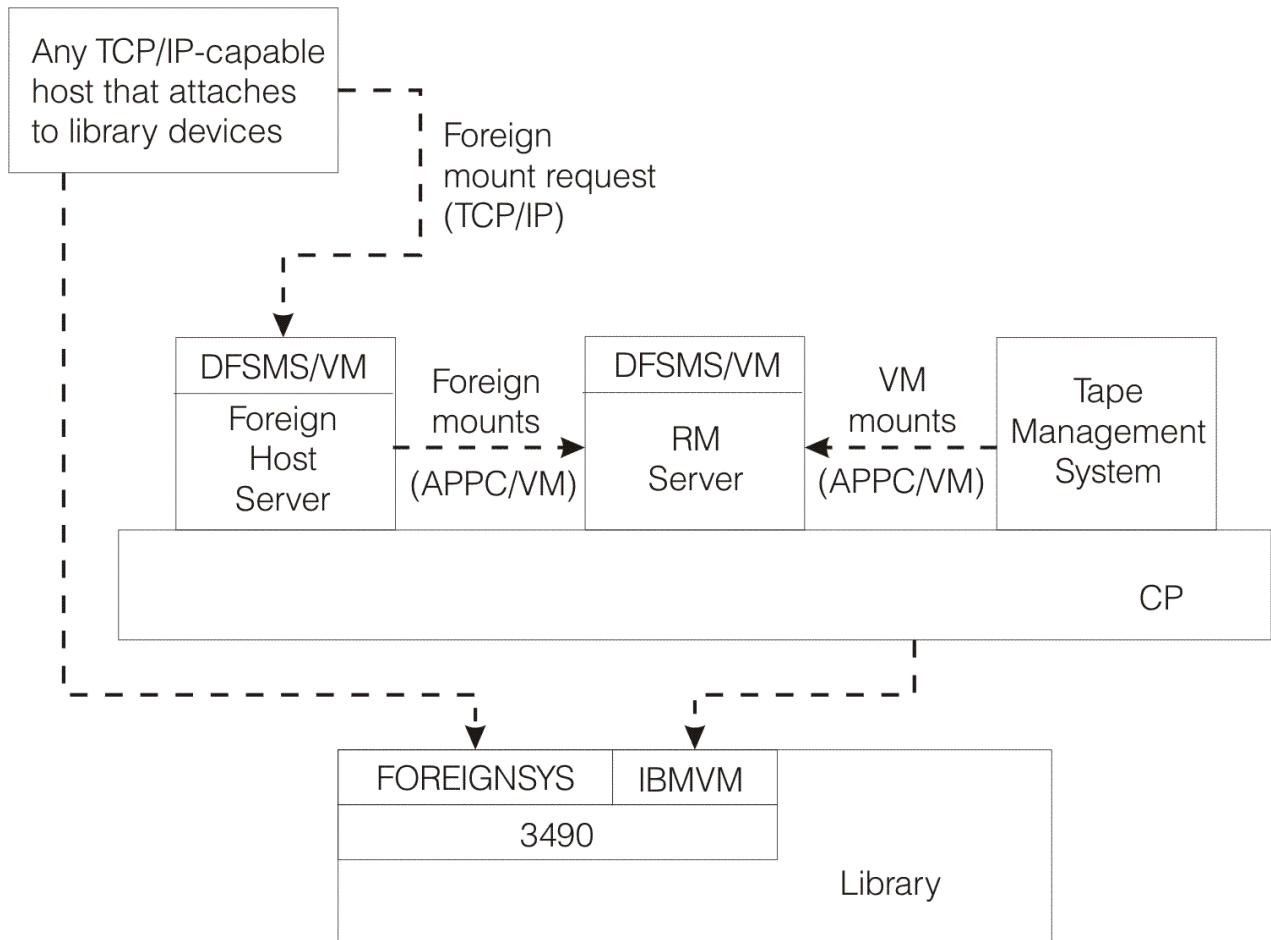 Any TCP/IP-capable
host that attaches
to library devices
Foreign
mount request
(TCP/IP)
DFSMS/VM
Foreign
Host
Server
Foreign
mounts
(APPC/VM)
DFSMS/VM
RM
Server
VM
mounts
(APPC/VM)
Tape
Management
System
CP
FOREIGNSYS
IBMVM
3490
Library